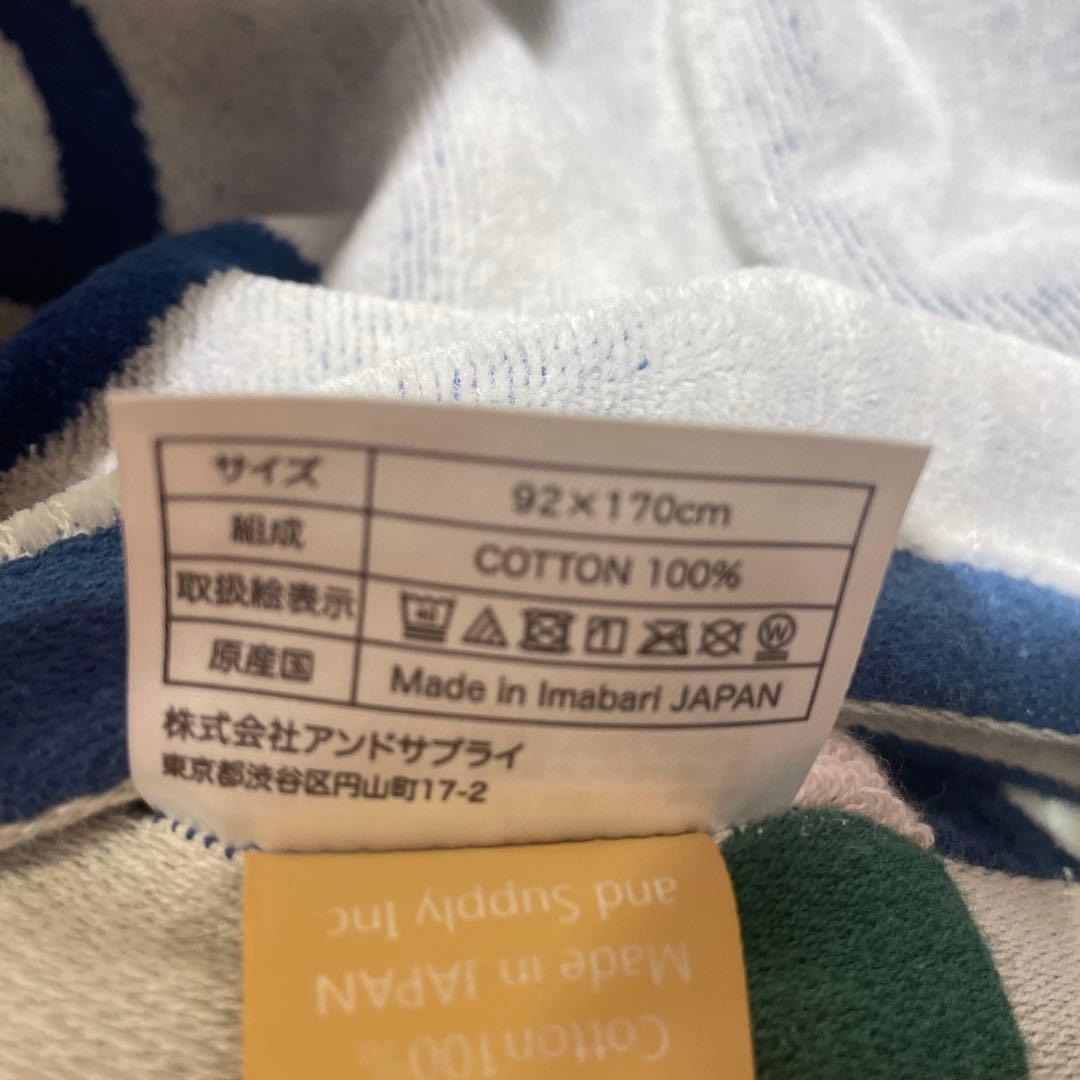 サイズ 92×170cm
組成 COTTON 100%
取扱絵表示 40 W
原産国 Made in Imabari JAPAN
株式会社アンドサプライ
東京都渋谷区円山町17-2
Cotton100%
Made in JAPAN
and Supply Inc.